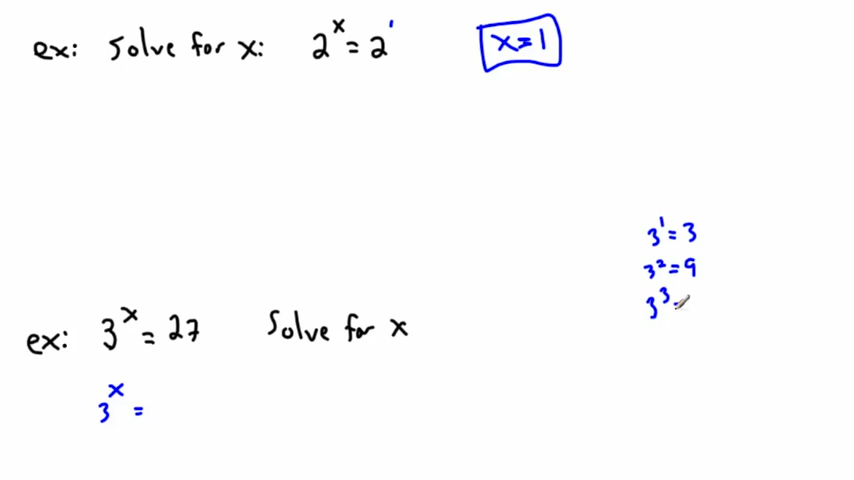 ex: Solve for x: 2^x = 2^1 x=1
3^1 = 3
3^2 = 9
3^3 =
ex: 3^x = 27 Solve for x
3^x =